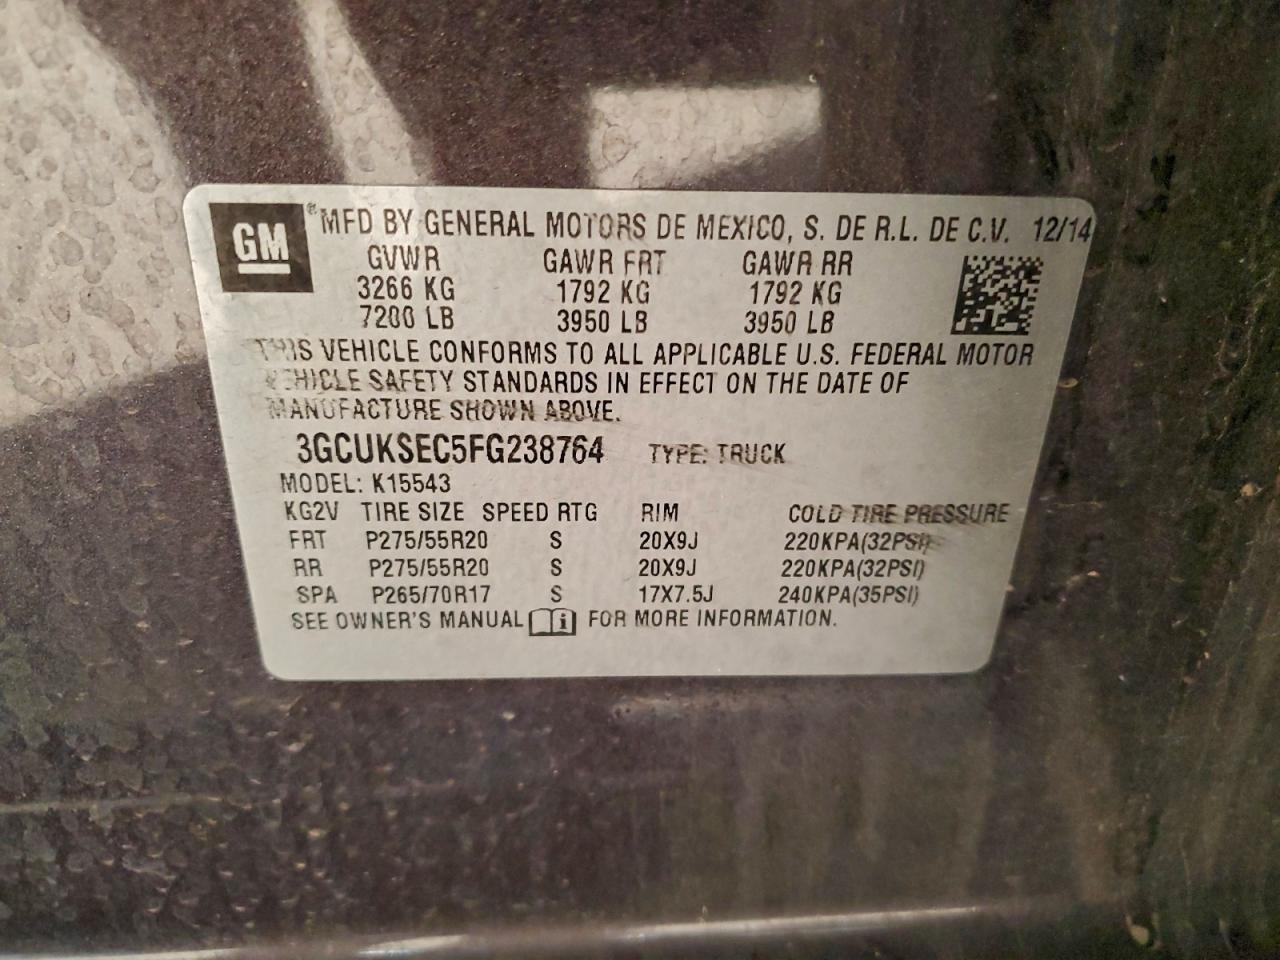 GM ® MFD BY GENERAL MOTORS DE MEXICO, S. DE R.L. DE C.V. 12/14
GVWR GAWR FRT GAWR RR
3266 KG 1792 KG 1792 KG
7200 LB 3950 LB 3950 LB
THIS VEHICLE CONFORMS TO ALL APPLICABLE U.S. FEDERAL MOTOR
VEHICLE SAFETY STANDARDS IN EFFECT ON THE DATE OF
MANUFACTURE SHOWN ABOVE.
3GCUKSEC5FG238764 TYPE: TRUCK
MODEL: K15543
KG2V TIRE SIZE SPEED RTG RIM COLD TIRE PRESSURE
FRT P275/55R20 S 20X9J 220KPA(32PSI)
RR P275/55R20 S 20X9J 220KPA(32PSI)
SPA P265/70R17 S 17X7.5J 240KPA(35PSI)
SEE OWNER'S MANUAL i FOR MORE INFORMATION.